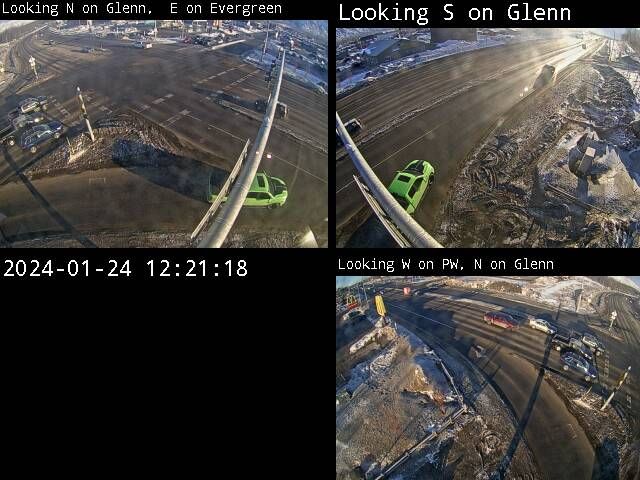 Looking N on Glenn,  E on Evergreen
Looking S on Glenn
2024-01-24 12:21:18
Looking W on PW, N on Glenn